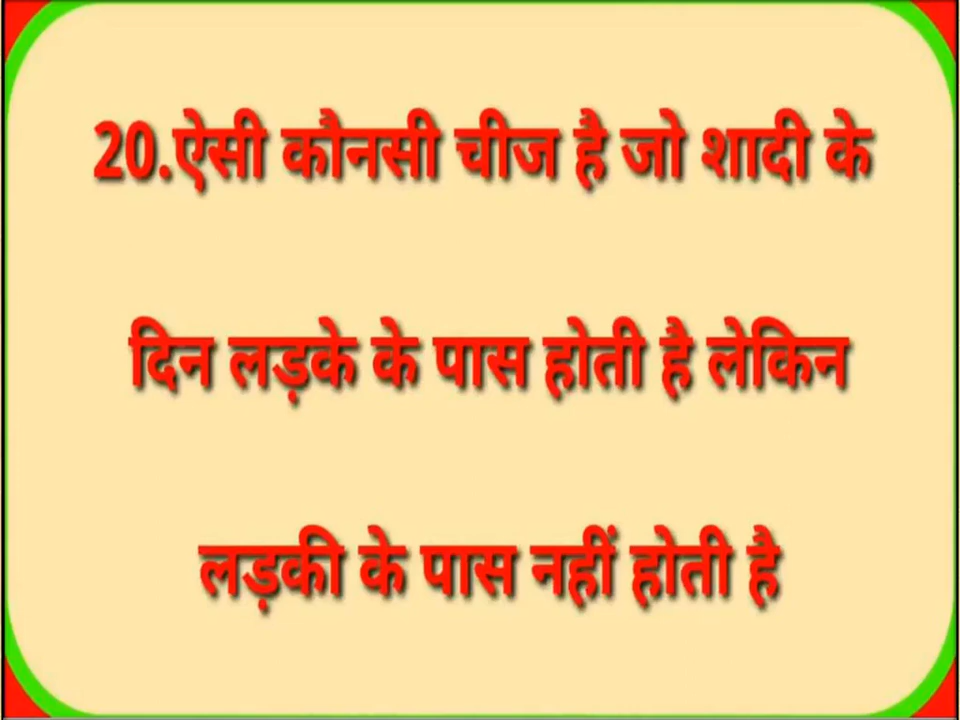 20.ऐसी कौनसी चीज है जो शादी के
दिन लड़के के पास होती है लेकिन
लड़की के पास नहीं होती है